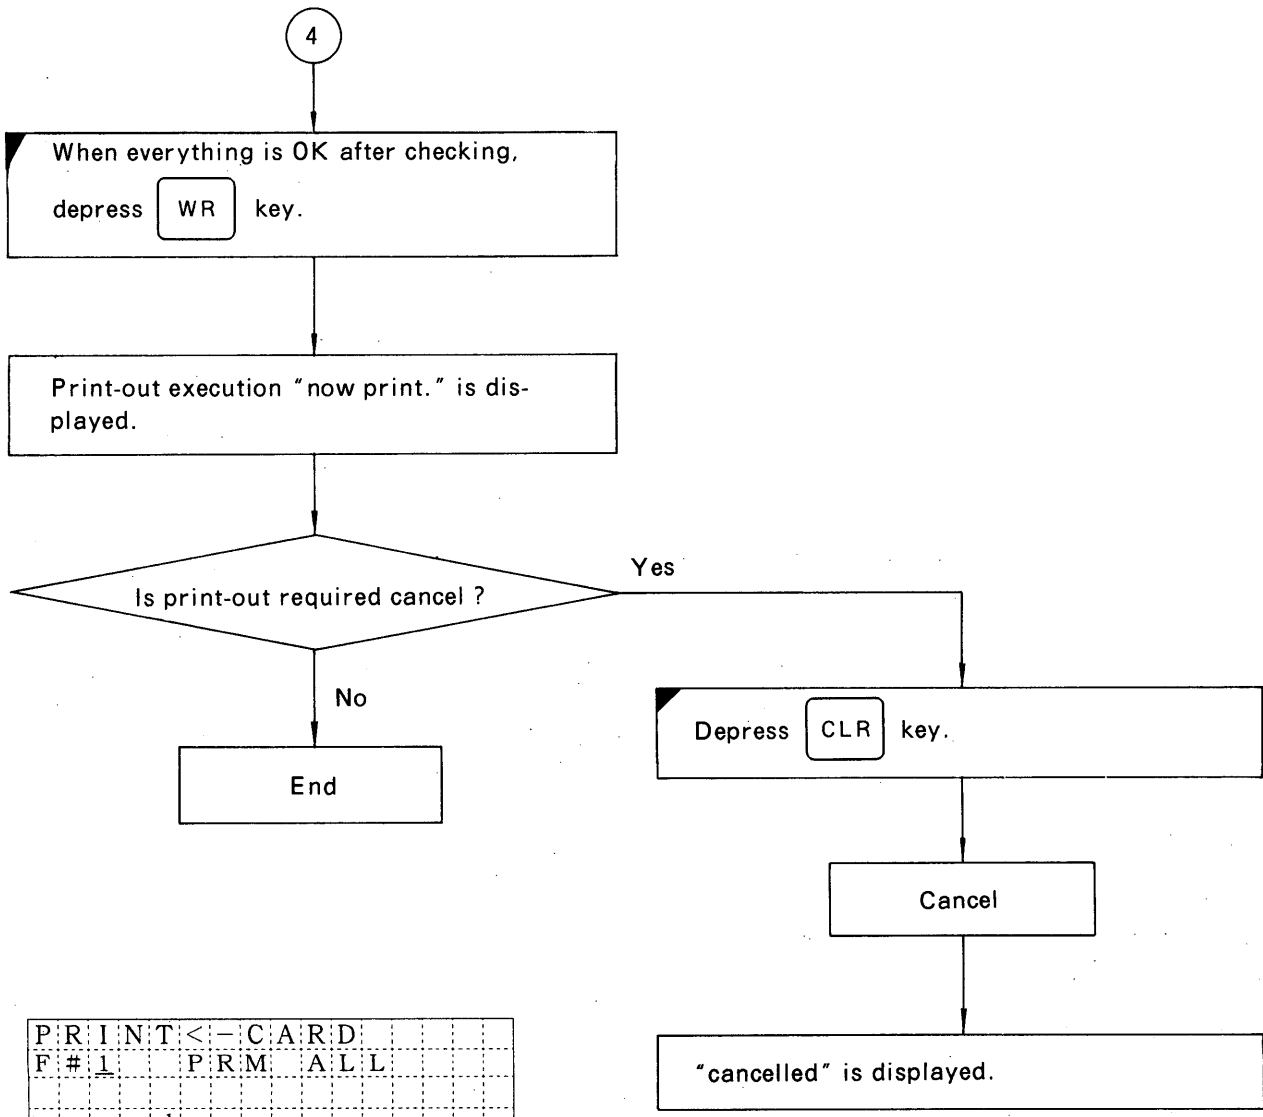 4
When everything is OK after checking,
depress WR key.
Print-out execution "now print." is dis-
played.
Is print-out required cancel ?
Yes
No
Depress CLR key.
End
Cancel
"cancelled" is displayed.
PRINT<-CARD
F#1 PRM ALL